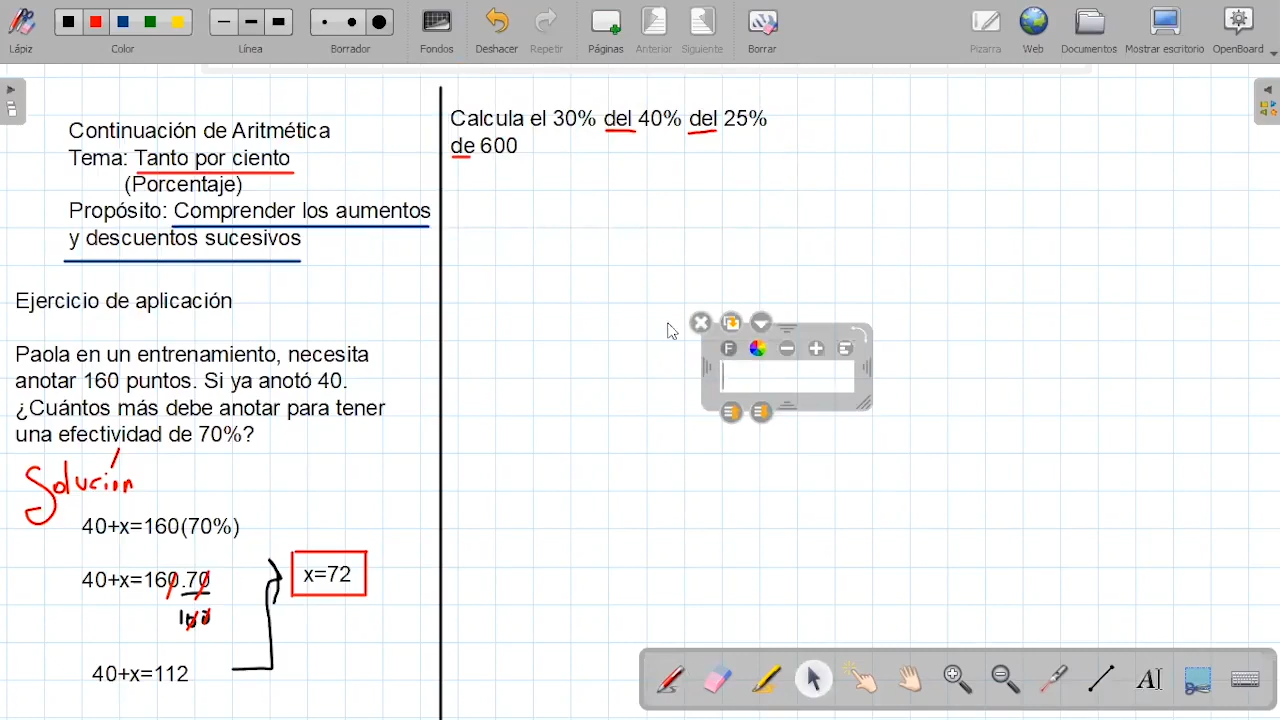 Lápiz
Color
Línea
Borrador
Fondos
Deshacer
Repetir
Páginas
Anterior
Siguiente
Borrar
Pizarra
Web
Documentos
Mostrar escritorio
OpenBoard
Continuación de Aritmética
Tema: Tanto por ciento
(Porcentaje)
Propósito: Comprender los aumentos
y descuentos sucesivos
Ejercicio de aplicación
Paola en un entrenamiento, necesita
anotar 160 puntos. Si ya anotó 40.
¿Cuántos más debe anotar para tener
una efectividad de 70%?
Solución
40+x=160(70%)
40+x=160.70
100
40+x=112
x=72
Calcula el 30% del 40% del 25%
de 600
F
A